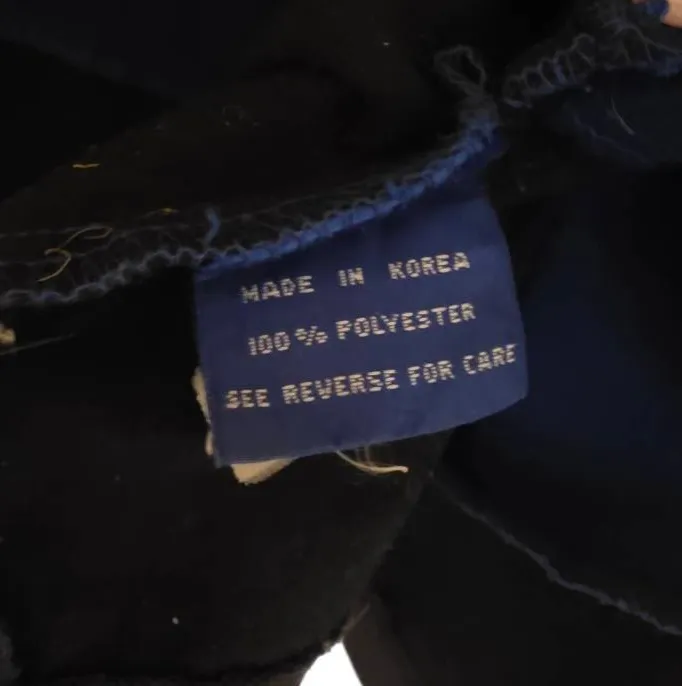 MADE IN KOREA
100% POLYESTER
SEE REVERSE FOR CARE